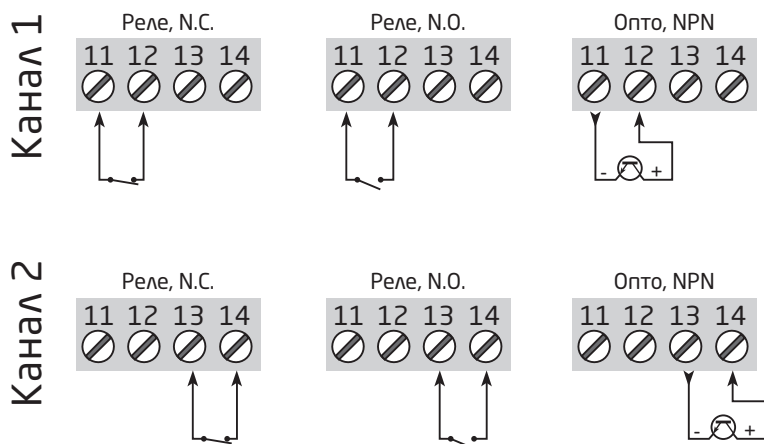 Канал 1
Реле, N.C.
11 12 13 14
Реле, N.O.
11 12 13 14
Опто, NPN
11 12 13 14
- +
Канал 2
Реле, N.C.
11 12 13 14
Реле, N.O.
11 12 13 14
Опто, NPN
11 12 13 14
- +